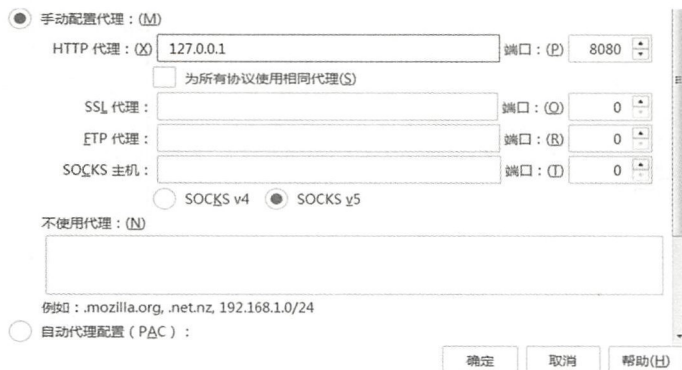 手动配置代理：(M)
HTTP 代理：(X) 127.0.0.1 端口：(P) 8080
为所有协议使用相同代理(S)
SSL 代理： 端口：(O) 0
FTP 代理： 端口：(R) 0
SOCKS 主机： 端口：(T) 0
SOCKS v4 SOCKS v5
不使用代理：(N)
例如：.mozilla.org, .net.nz, 192.168.1.0/24
自动代理配置（PAC）：
确定 取消 帮助(H)